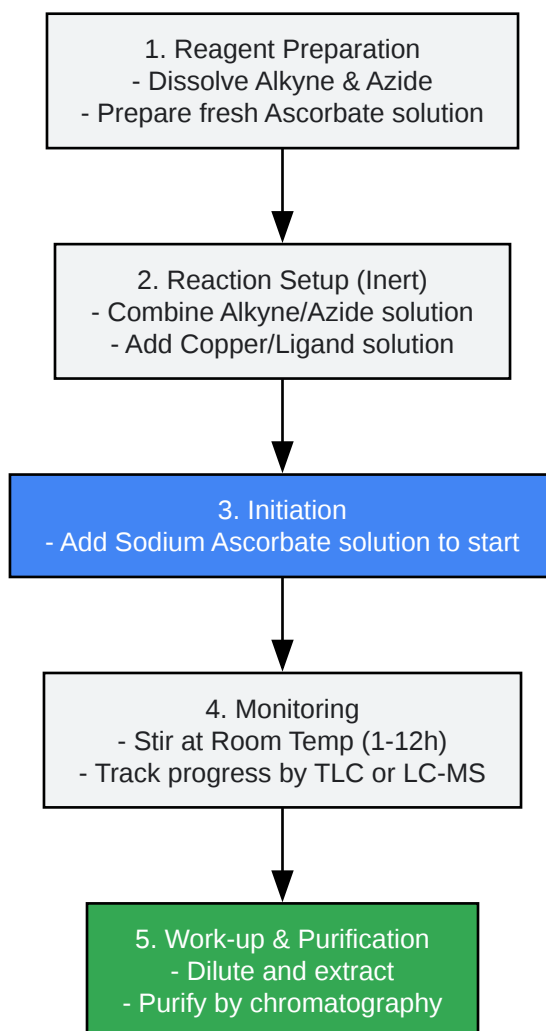 1. Reagent Preparation
- Dissolve Alkyne & Azide
- Prepare fresh Ascorbate solution
2. Reaction Setup (Inert)
- Combine Alkyne/Azide solution
- Add Copper/Ligand solution
3. Initiation
- Add Sodium Ascorbate solution to start
4. Monitoring
- Stir at Room Temp (1-12h)
- Track progress by TLC or LC-MS
5. Work-up & Purification
- Dilute and extract
- Purify by chromatography